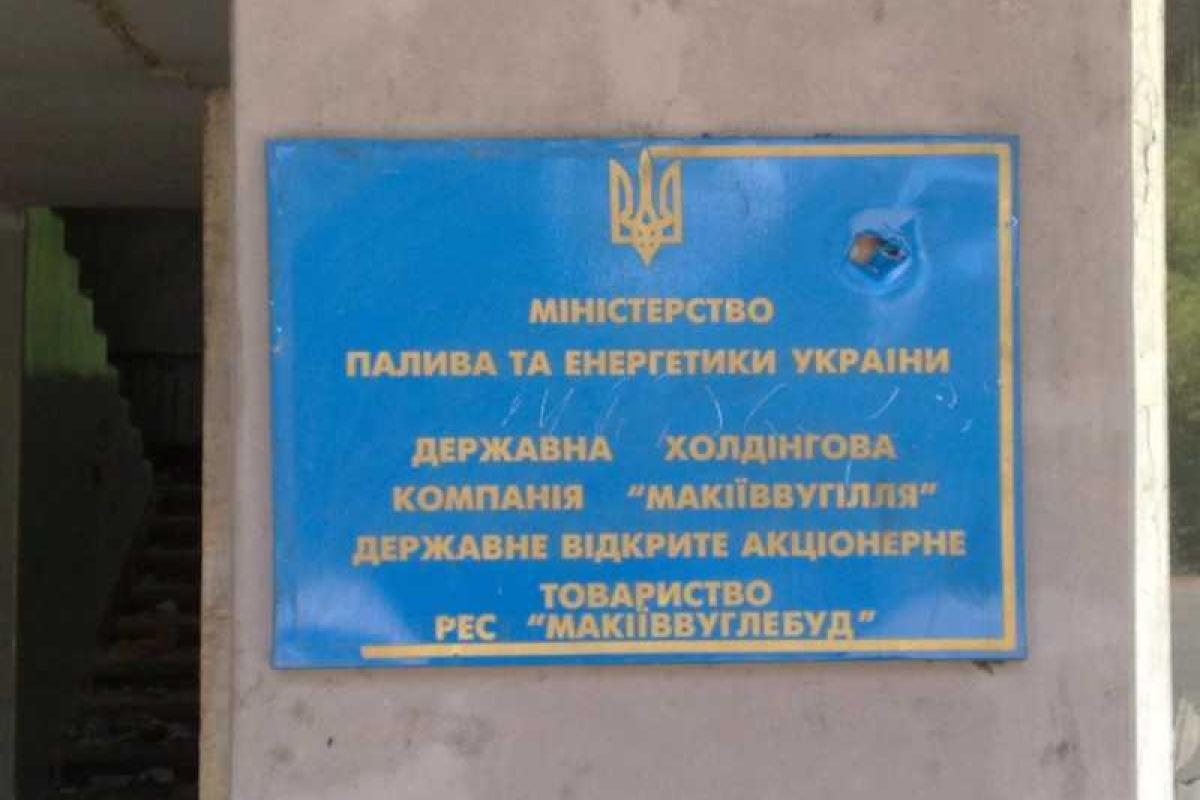 МІНІСТЕРСТВО
ПАЛИВА ТА ЕНЕРГЕТИКИ УКРАІНИ
ДЕРЖАВНА ХОЛДІНГОВА
КОМПАНІЯ "МАКІЇВВУГІЛЛЯ"
ДЕРЖАВНЕ ВІДКРИТЕ АКЦІОНЕРНЕ
ТОВАРИСТВО
РЕС "МАКІЇВВУГЛЕБУД"